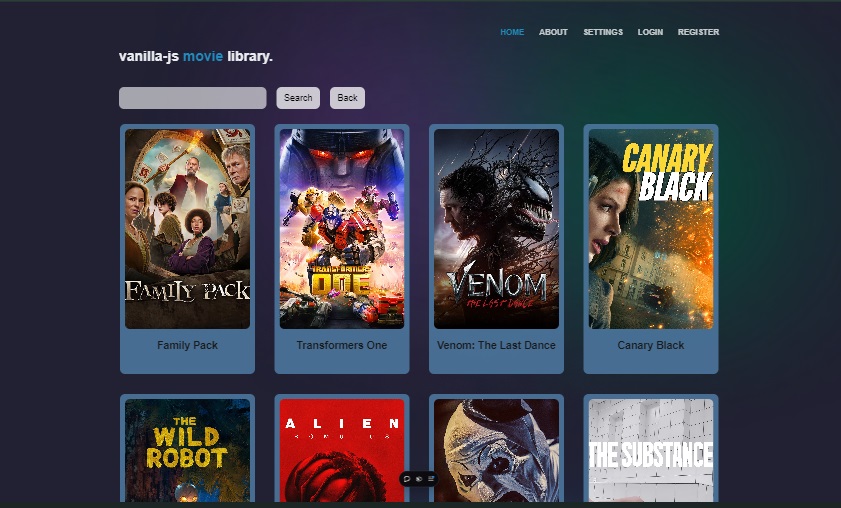 HOME ABOUT SETTINGS LOGIN REGISTER
vanilla-js movie library.
Search Back
FAMILY PACK
TRANSFORMERS
ONE
VENOM
THE LAST DANCE
CANARY
BLACK
Family Pack
Transformers One
Venom: The Last Dance
Canary Black
THE
WILD
ROBOT
ALIEN
ROMULUS
THE SUBSTANCE